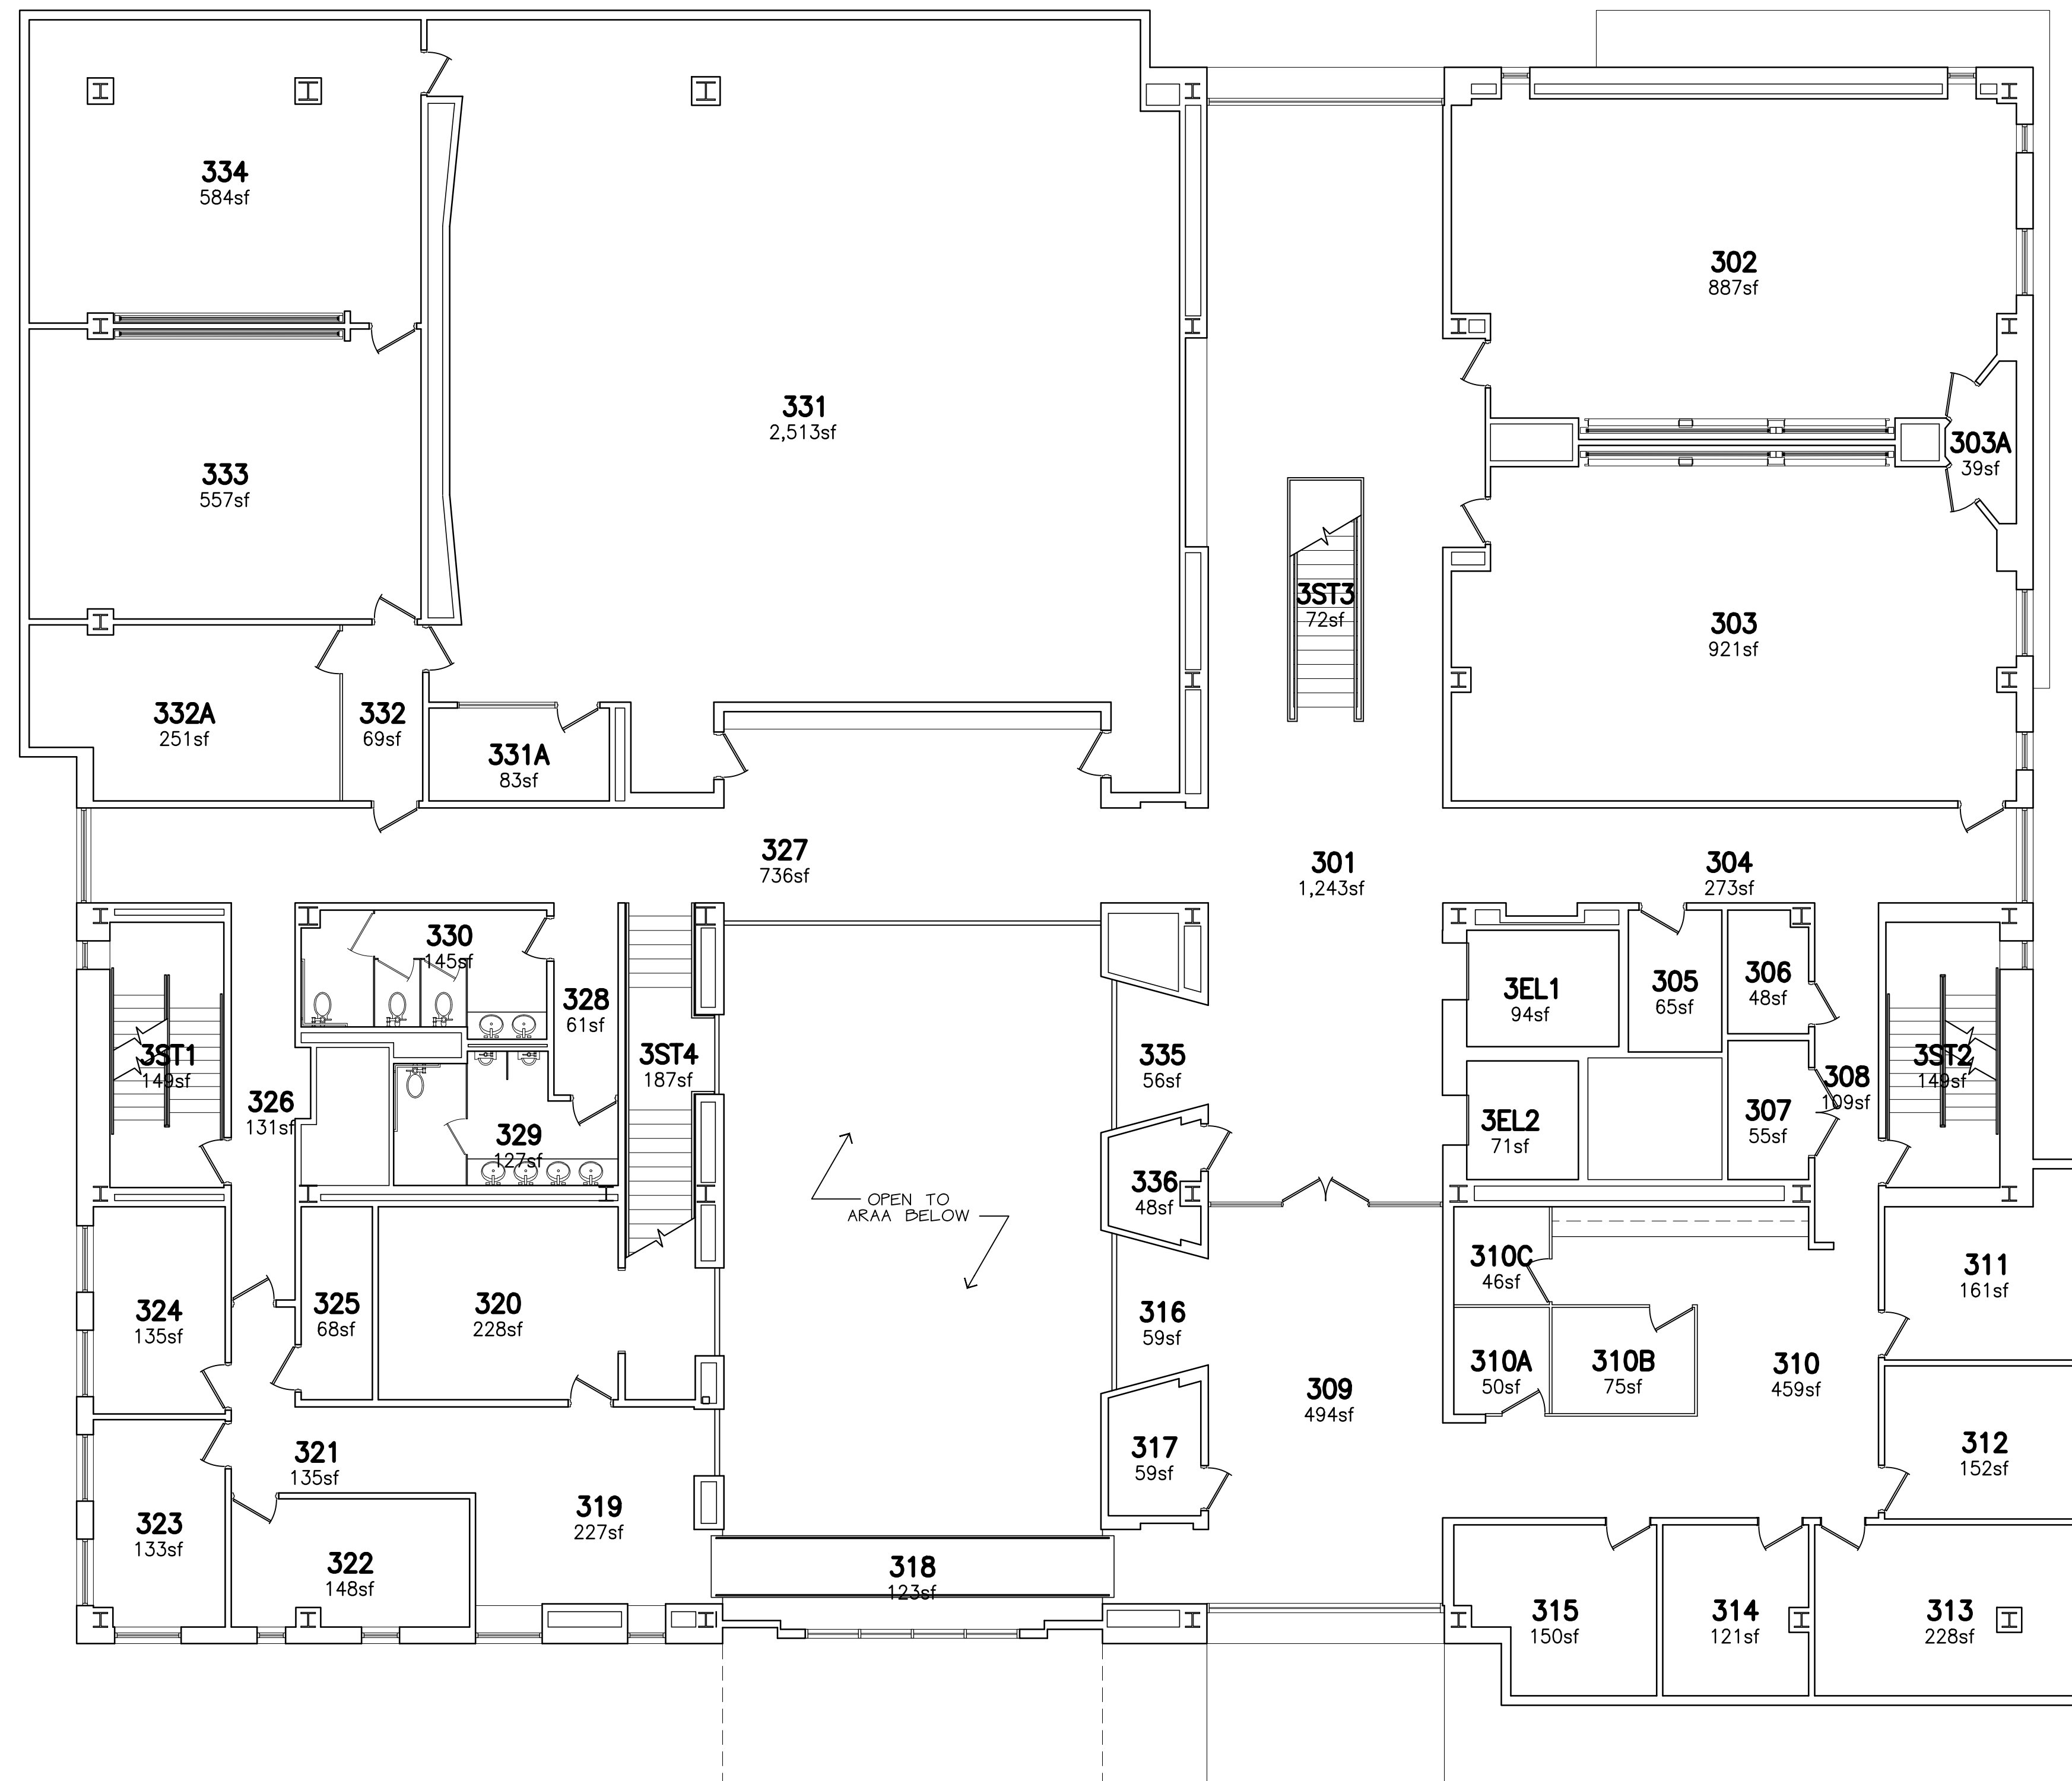 334
584sf
302
887sf
331
2,513sf
303A
39sf
333
557sf
3ST3
72sf
303
921sf
332A
251sf
332
69sf
331A
83sf
327
736sf
301
1,243sf
304
273sf
330
145sf
328
61sf
3EL1
94sf
305
65sf
306
48sf
3ST1
149sf
3ST4
187sf
335
56sf
3ST2
149sf
308
109sf
326
131sf
329
127sf
3EL2
71sf
307
55sf
336
48sf
OPEN TO
ARAA BELOW
310C
46sf
311
161sf
324
135sf
325
68sf
320
228sf
316
59sf
310A
50sf
310B
75sf
310
459sf
309
494sf
321
135sf
317
59sf
312
152sf
319
227sf
323
133sf
322
148sf
318
123sf
315
150sf
314
121sf
313
228sf